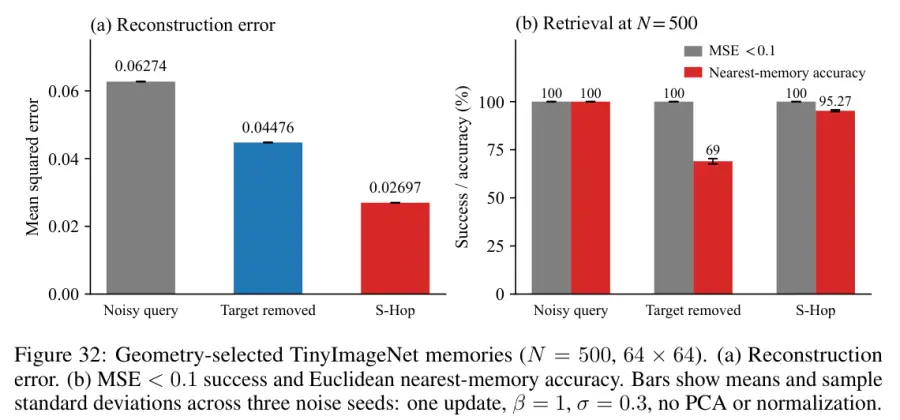 (a) Reconstruction error
Mean squared error
0.06
0.04
0.02
0.00
0.06274
0.04476
0.02697
Noisy query
Target removed
S-Hop
(b) Retrieval at N=500
Success / accuracy (%)
100
75
50
25
0
MSE <0.1
Nearest-memory accuracy
100 100
100 69
100 95.27
Noisy query
Target removed
S-Hop
Figure 32: Geometry-selected TinyImageNet memories (N = 500, 64 × 64). (a) Reconstruction
error. (b) MSE < 0.1 success and Euclidean nearest-memory accuracy. Bars show means and sample
standard deviations across three noise seeds: one update, β = 1, σ = 0.3, no PCA or normalization.